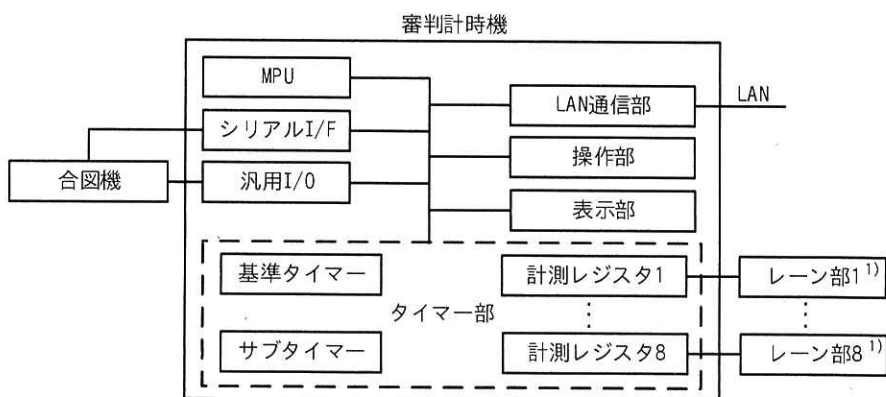 審判計時機
MPU
LAN通信部
LAN
シリアルI/F
操作部
合図機
汎用I/O
表示部
基準タイマー
計測レジスタ1
レーン部1 1)
タイマー部
サブタイマー
計測レジスタ8
レーン部8 1)